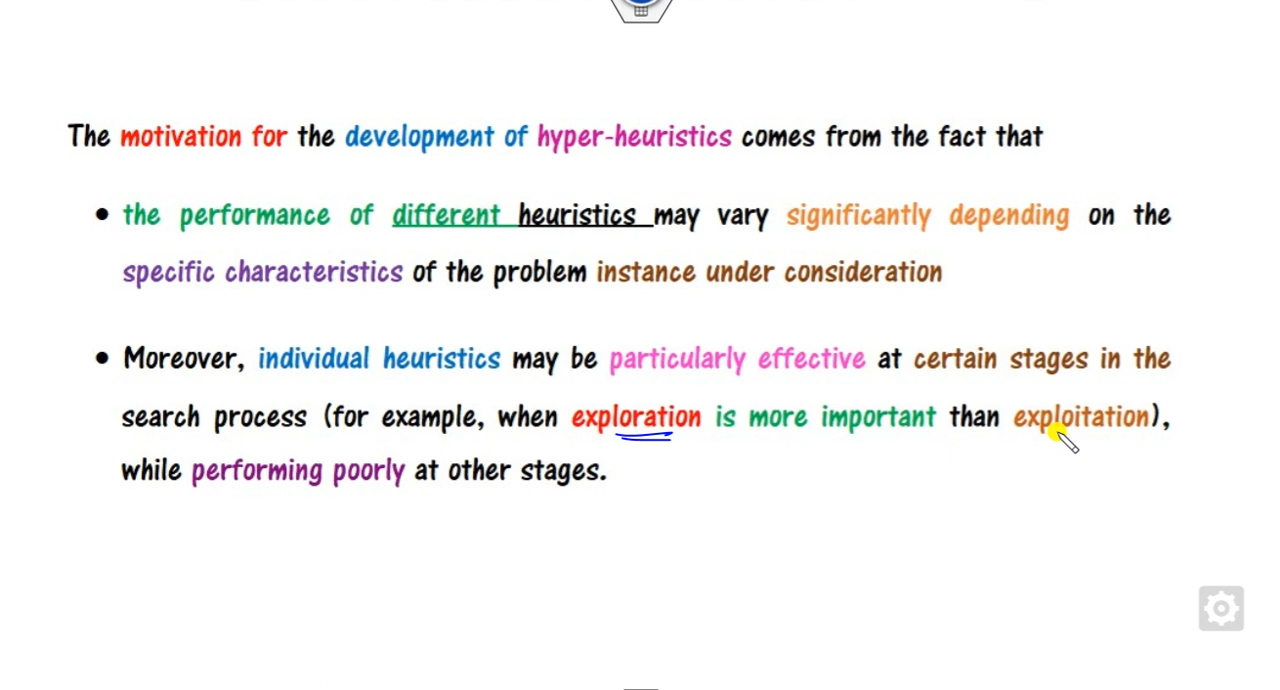 The motivation for the development of hyper-heuristics comes from the fact that
• the performance of different heuristics may vary significantly depending on the
specific characteristics of the problem instance under consideration
• Moreover, individual heuristics may be particularly effective at certain stages in the
search process (for example, when exploration is more important than exploitation),
while performing poorly at other stages.